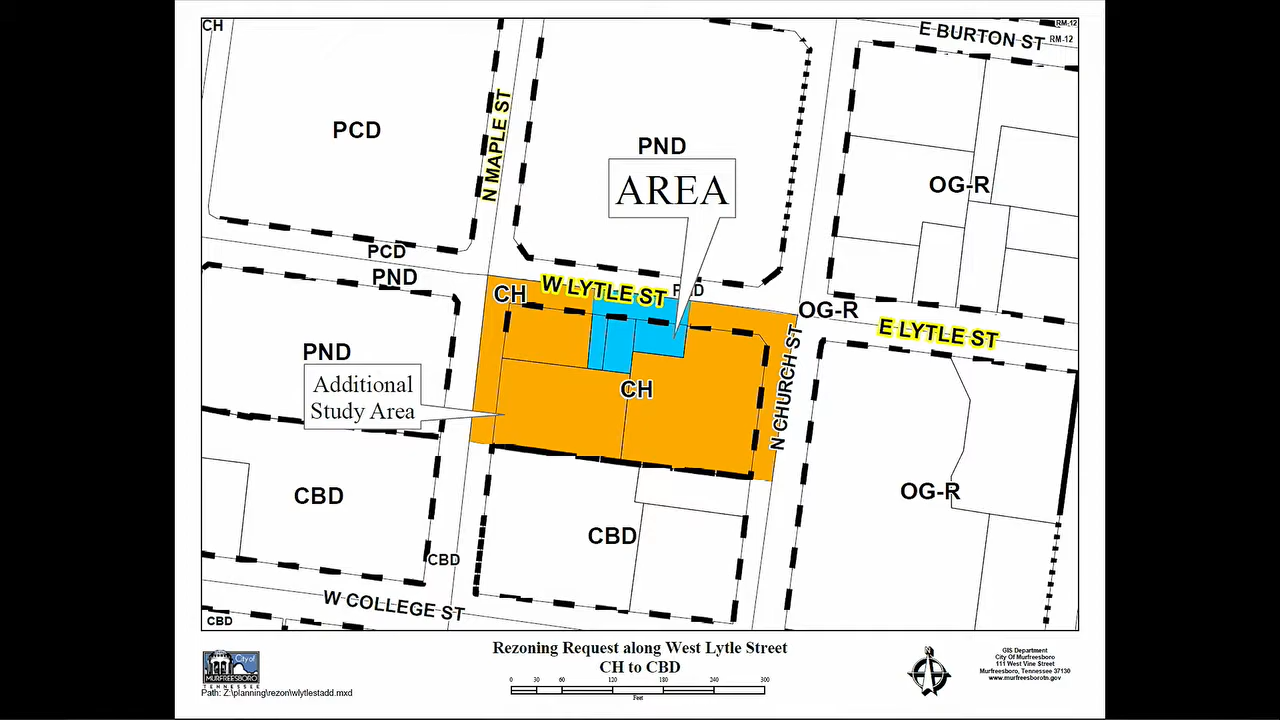 CH
E BURTON ST
RM-12
RM-12
PCD
N MAPLE ST
PND
AREA
OG-R
PCD
PND
CH
W LYTLE ST
OG-R
E LYTLE ST
PND
Additional
Study Area
CH
N CHURCH ST
CBD
OG-R
CBD
CBD
W COLLEGE ST
CBD
Rezoning Request along West Lytle Street
CH to CBD
0 30 60 120 180 240 300
Feet
City of
MURFREESBORO
TENNESSEE
Path: Z:\planning\rezon\wlytlestadd.mxd
GIS Department
City Of Murfreesboro
111 West Vine Street
Murfreesboro, Tennessee 37130
www.murfreesborotn.gov